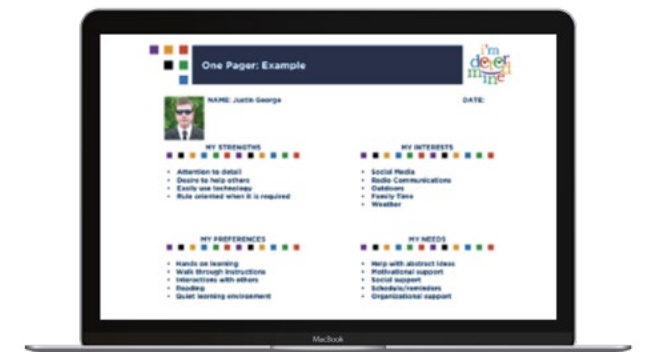 One Pager: Example
i'm
deter
mine
NAME: Justin George
DATE:
MY STRENGTHS
• Attention to detail
• Desire to help others
• Easily use technology
• Rule oriented when it is required
MY INTERESTS
• Social Media
• Radio Communications
• Outdoors
• Family Time
• Weather
MY PREFERENCES
• Hands on learning
• Walk through instructions
• Interactions with others
• Reading
• Quiet learning environment
MY NEEDS
• Help with abstract ideas
• Motivational support
• Social support
• Schedule/reminders
• Organizational support
MacBook